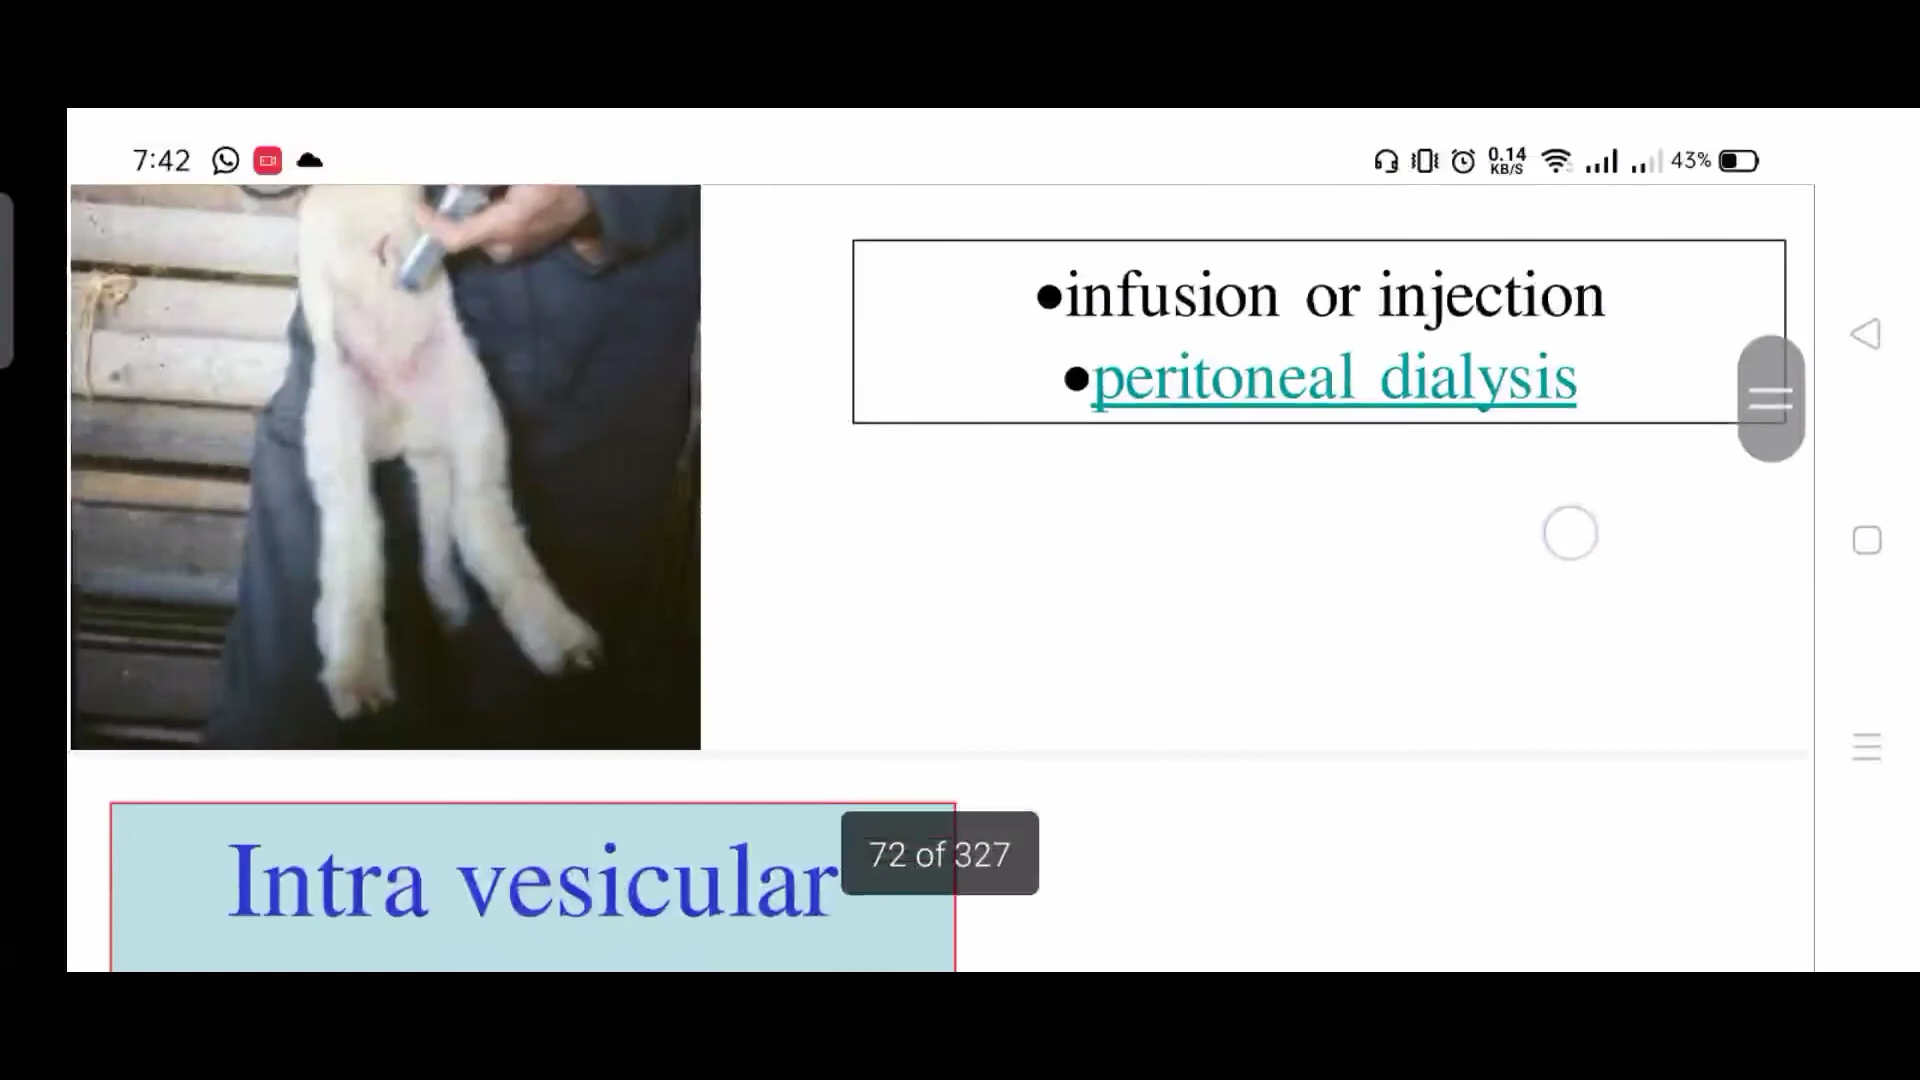 7:42
0.14
KB/S
43%
●infusion or injection
●peritoneal dialysis
Intra vesicular
72 of 327